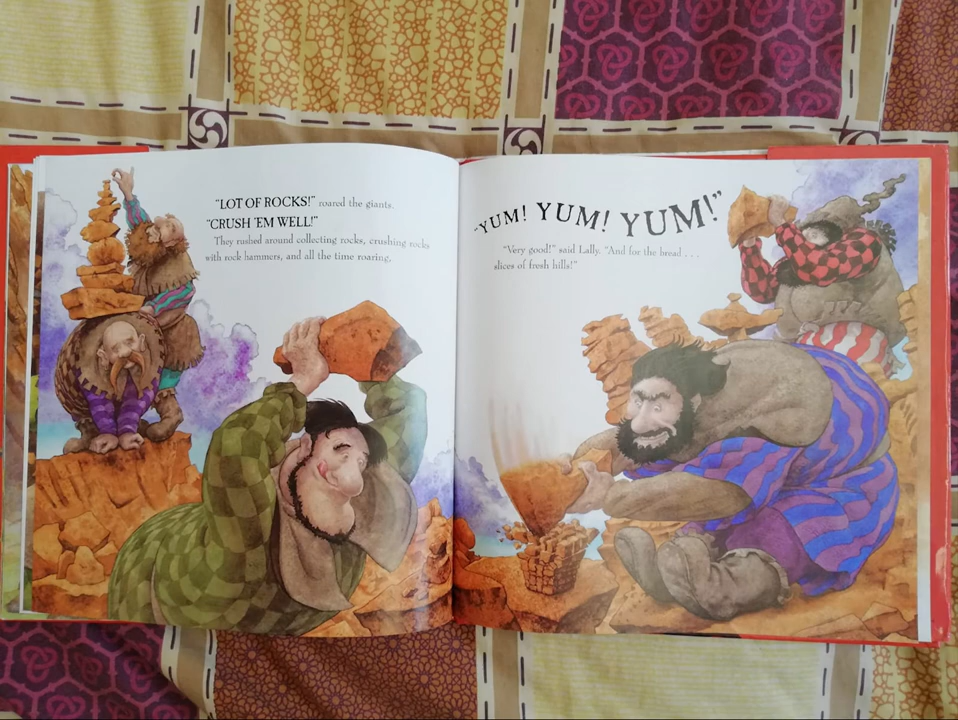 "LOT OF ROCKS!" roared the giants.
"CRUSH 'EM WELL!"
They rushed around collecting rocks, crushing rocks
with rock hammers, and all the time roaring,
"YUM! YUM! YUM!"
"Very good!" said Lally. "And for the bread . . .
slices of fresh hills!"